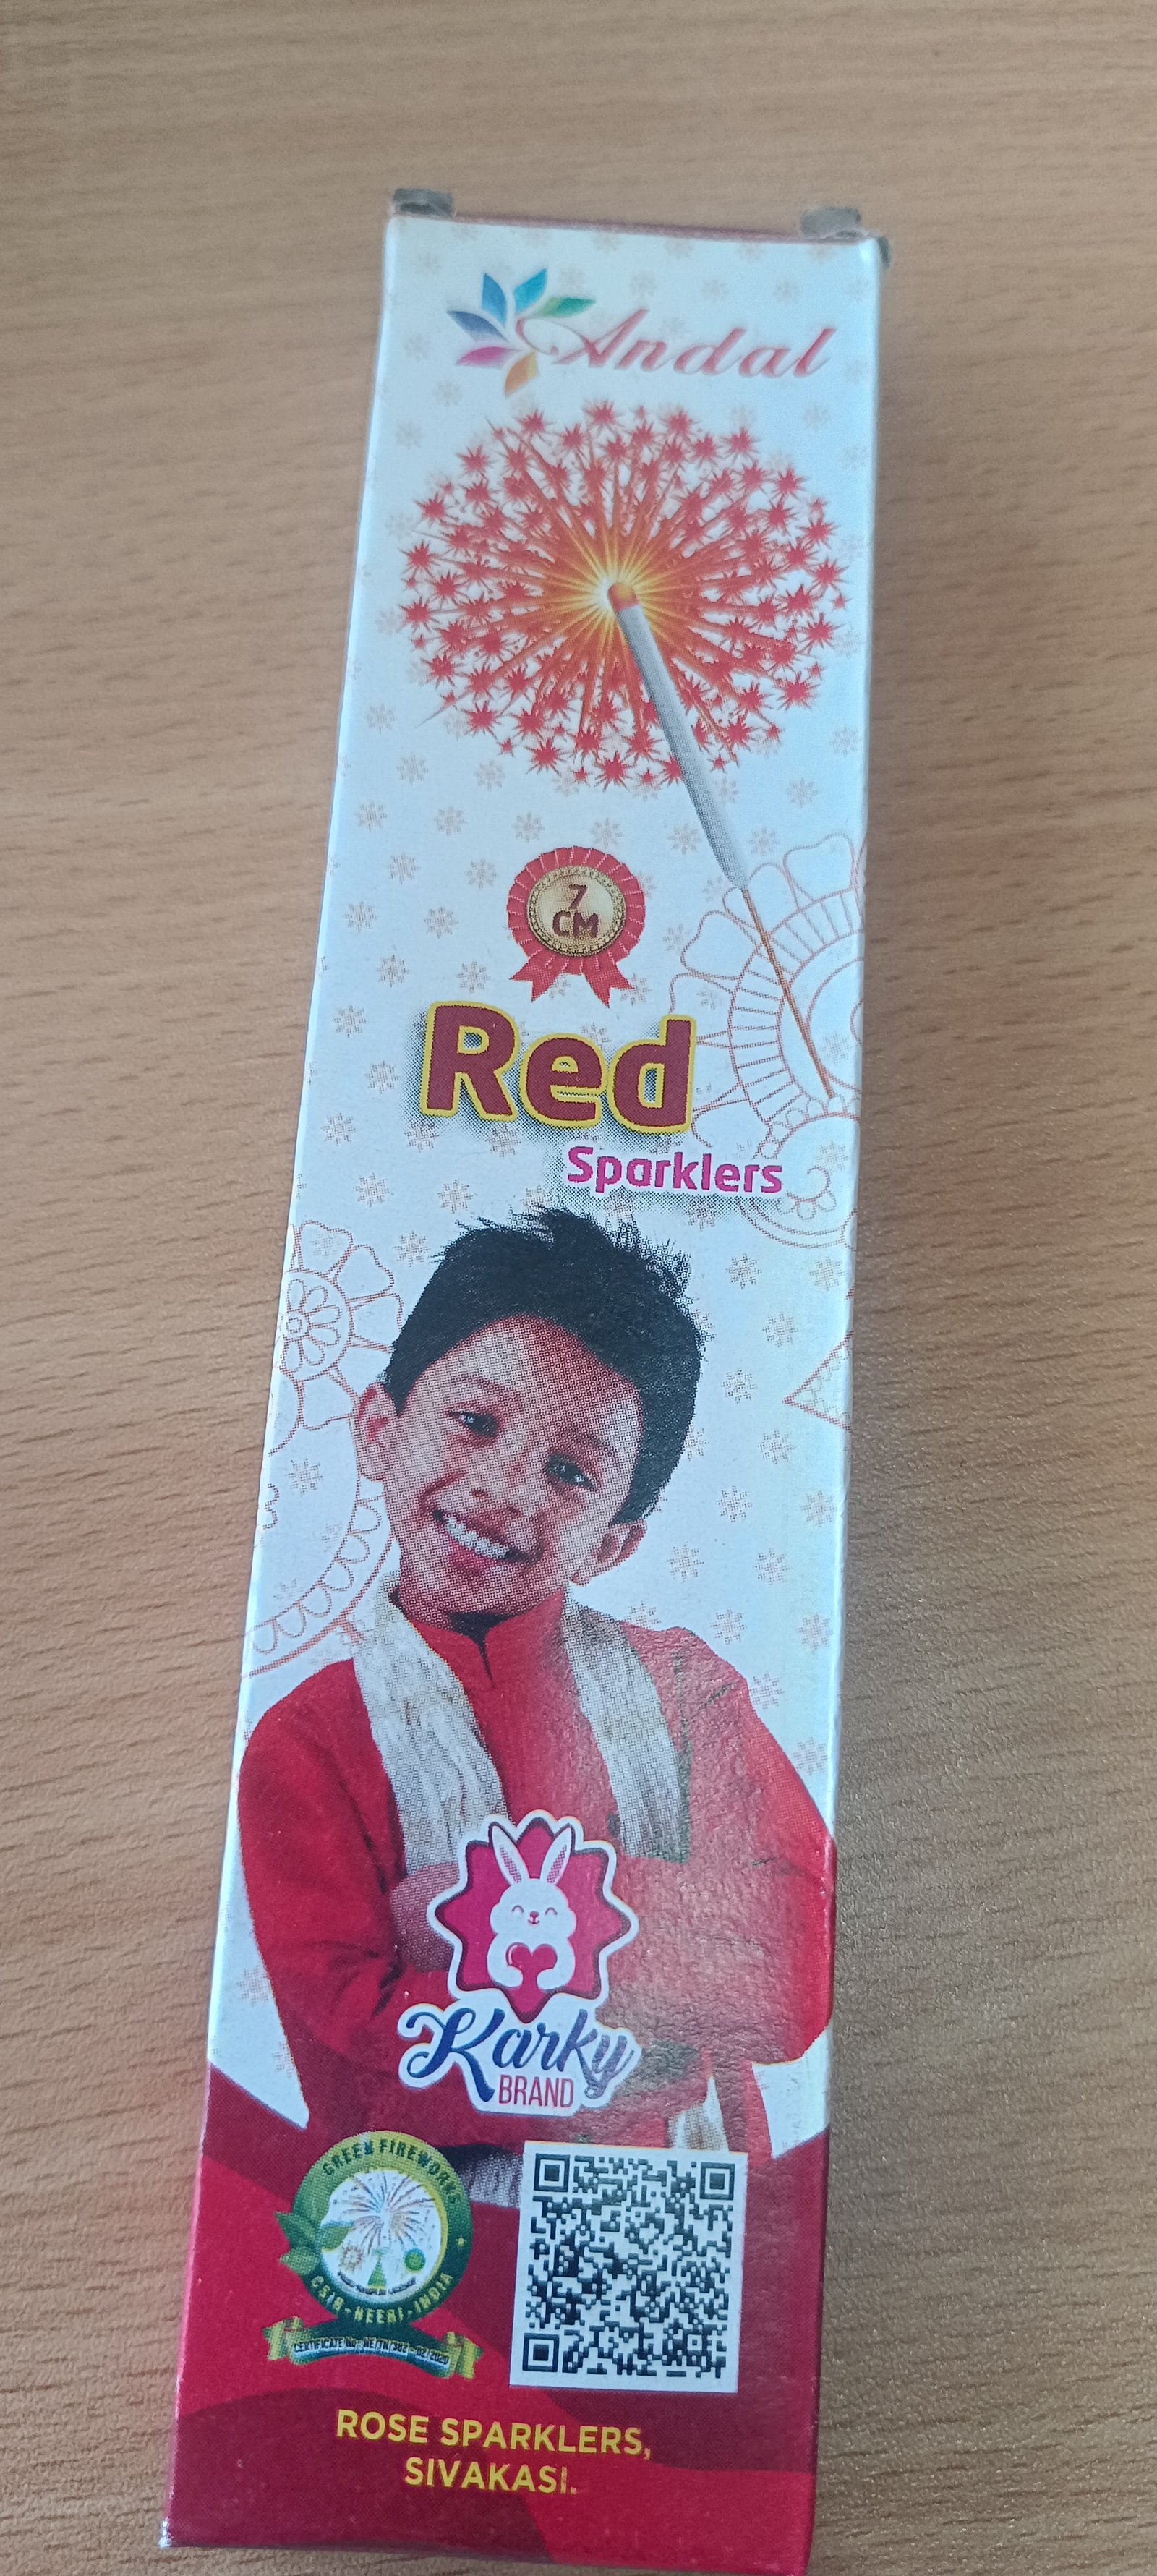 Andal
7
CM
Red
Sparklers
Karky
BRAND
GREEN FIREWORKS
CSIR-NEERI-INDIA
ROSE SPARKLERS,
SIVAKASI.